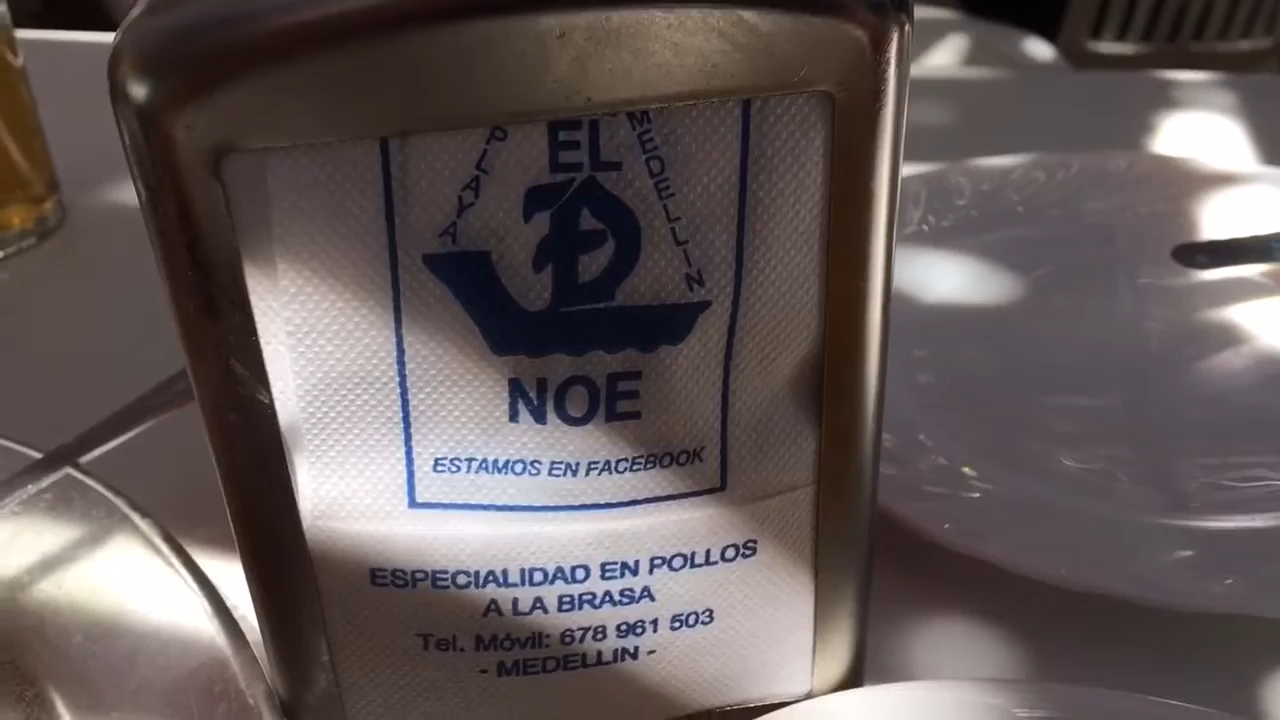 EL
PLAYA
MEDELLIN
NOE
ESTAMOS EN FACEBOOK
ESPECIALIDAD EN POLLOS
A LA BRASA
Tel. Móvil: 678 961 503
- MEDELLIN -